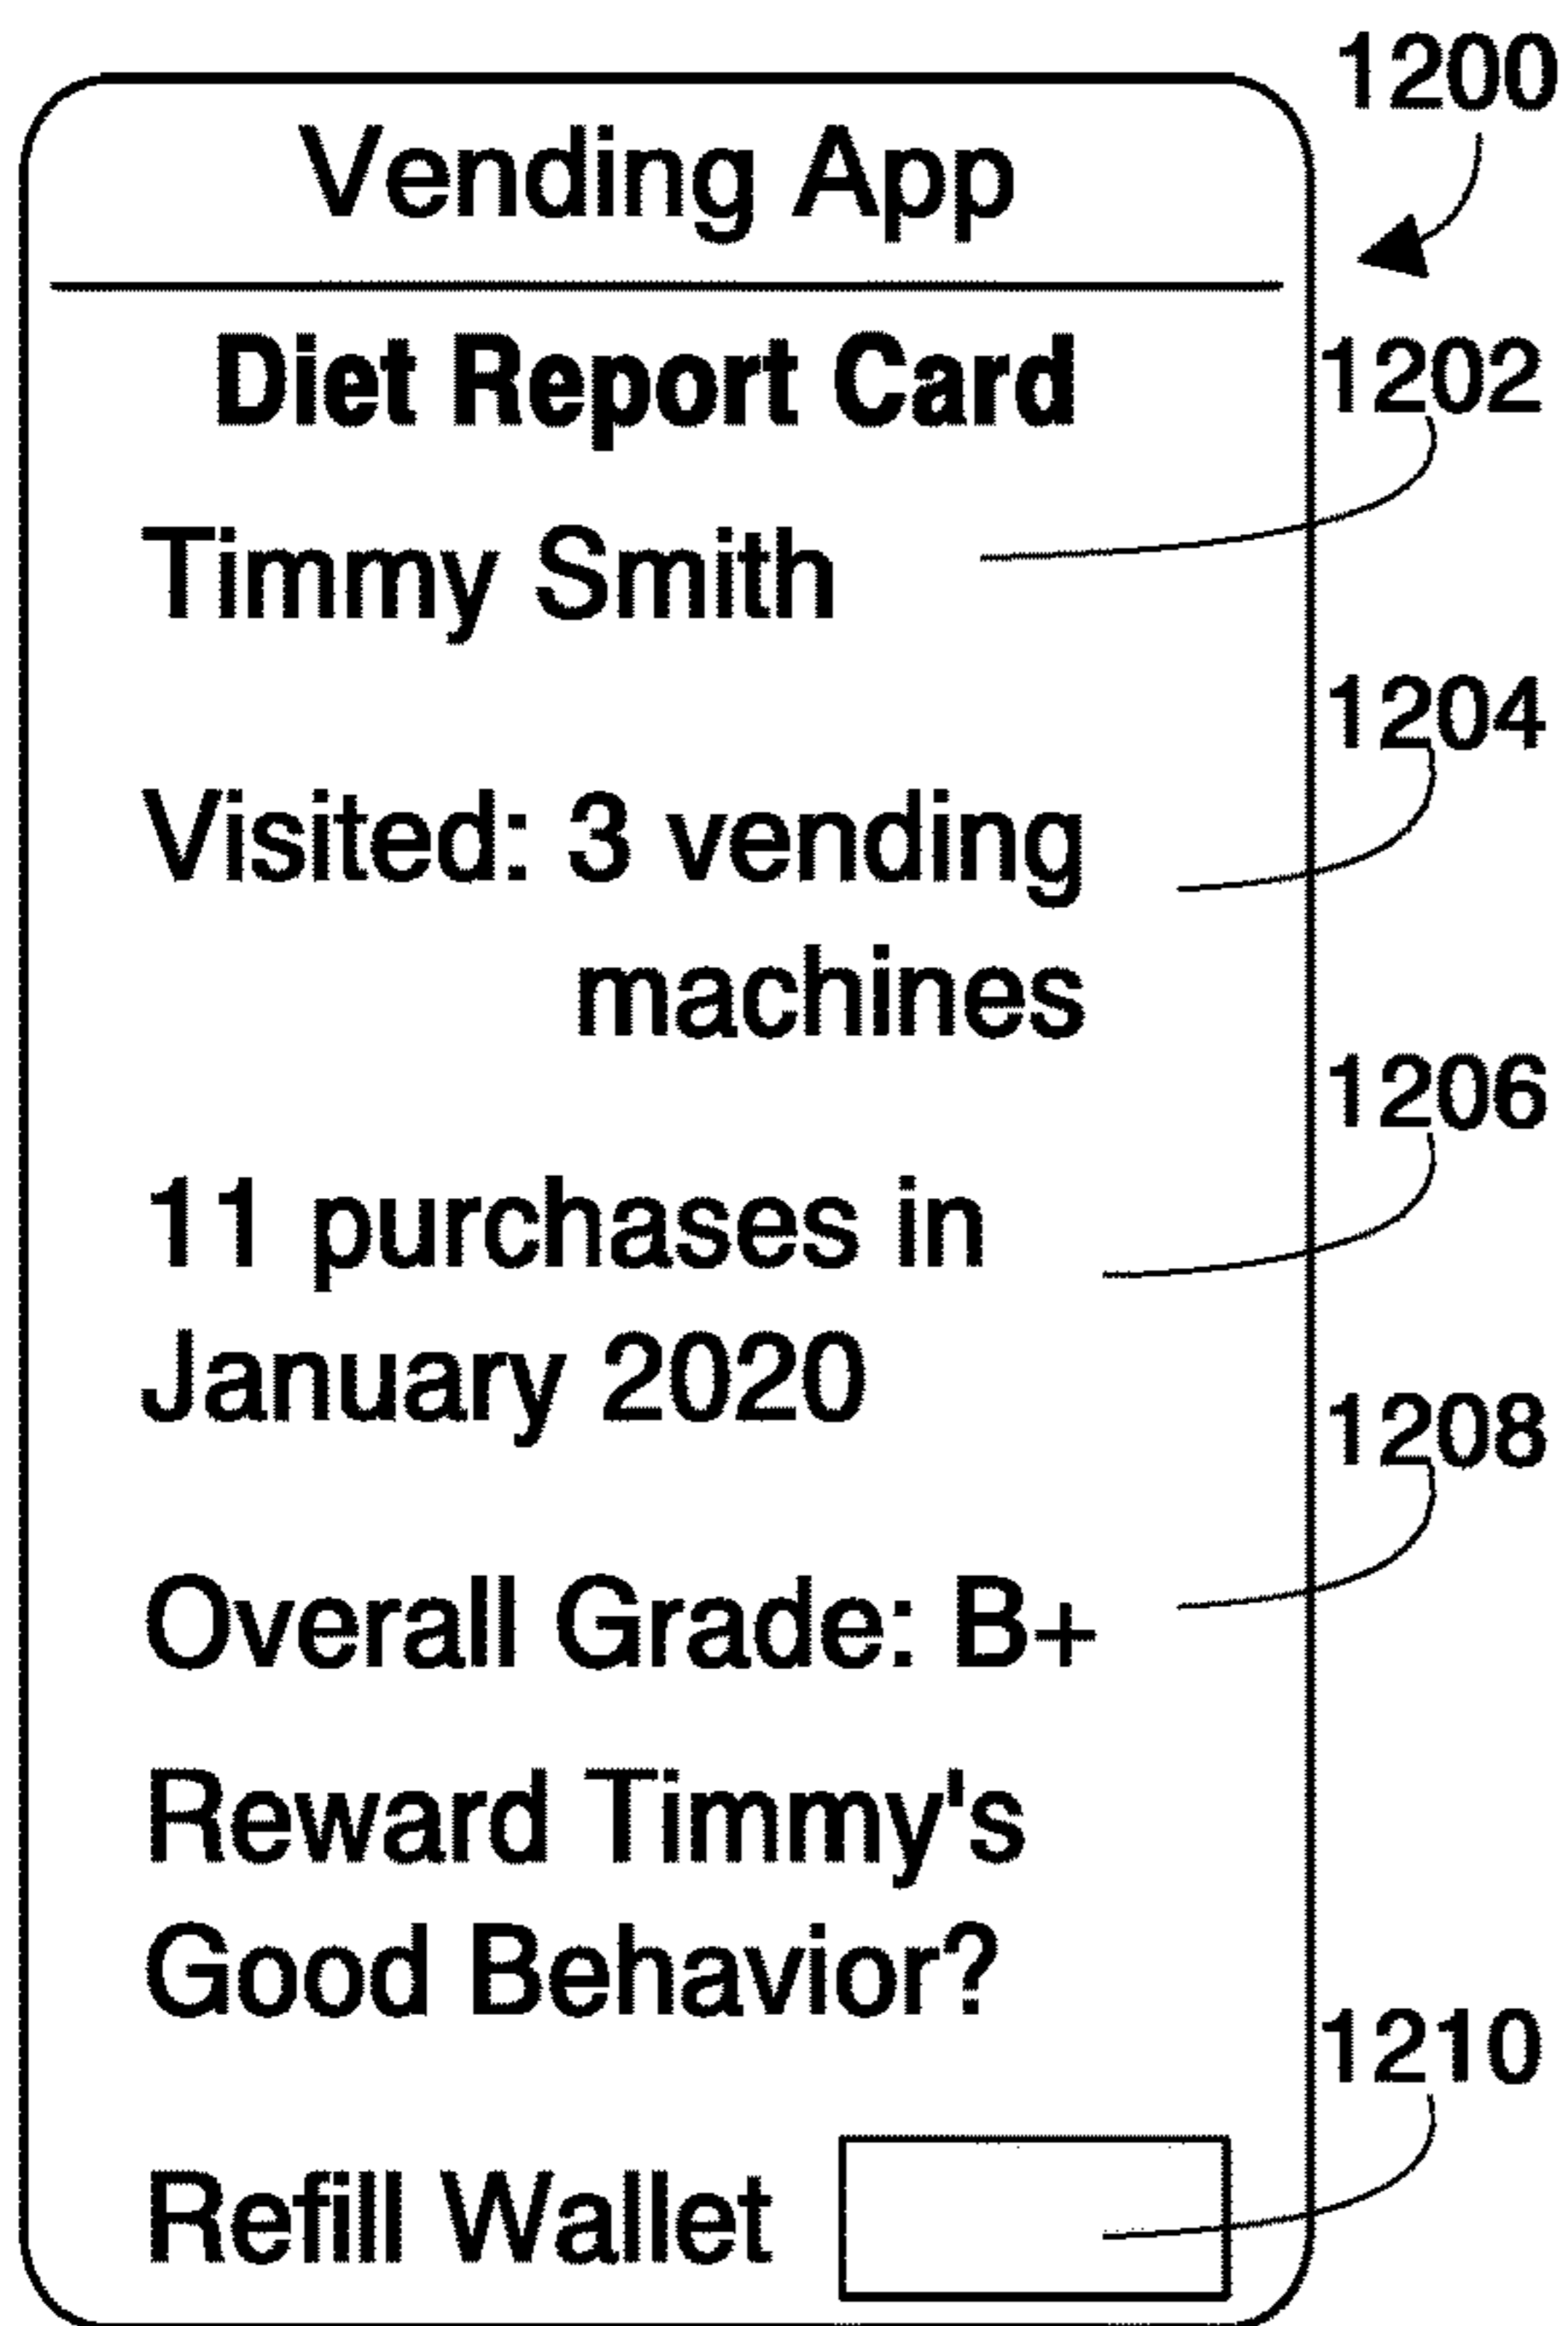 1200
Vending App
Diet Report Card
1202
Timmy Smith
1204
Visited: 3 vending
machines
1206
11 purchases in
January 2020
1208
Overall Grade: B+
Reward Timmy's
Good Behavior?
1210
Refill Wallet